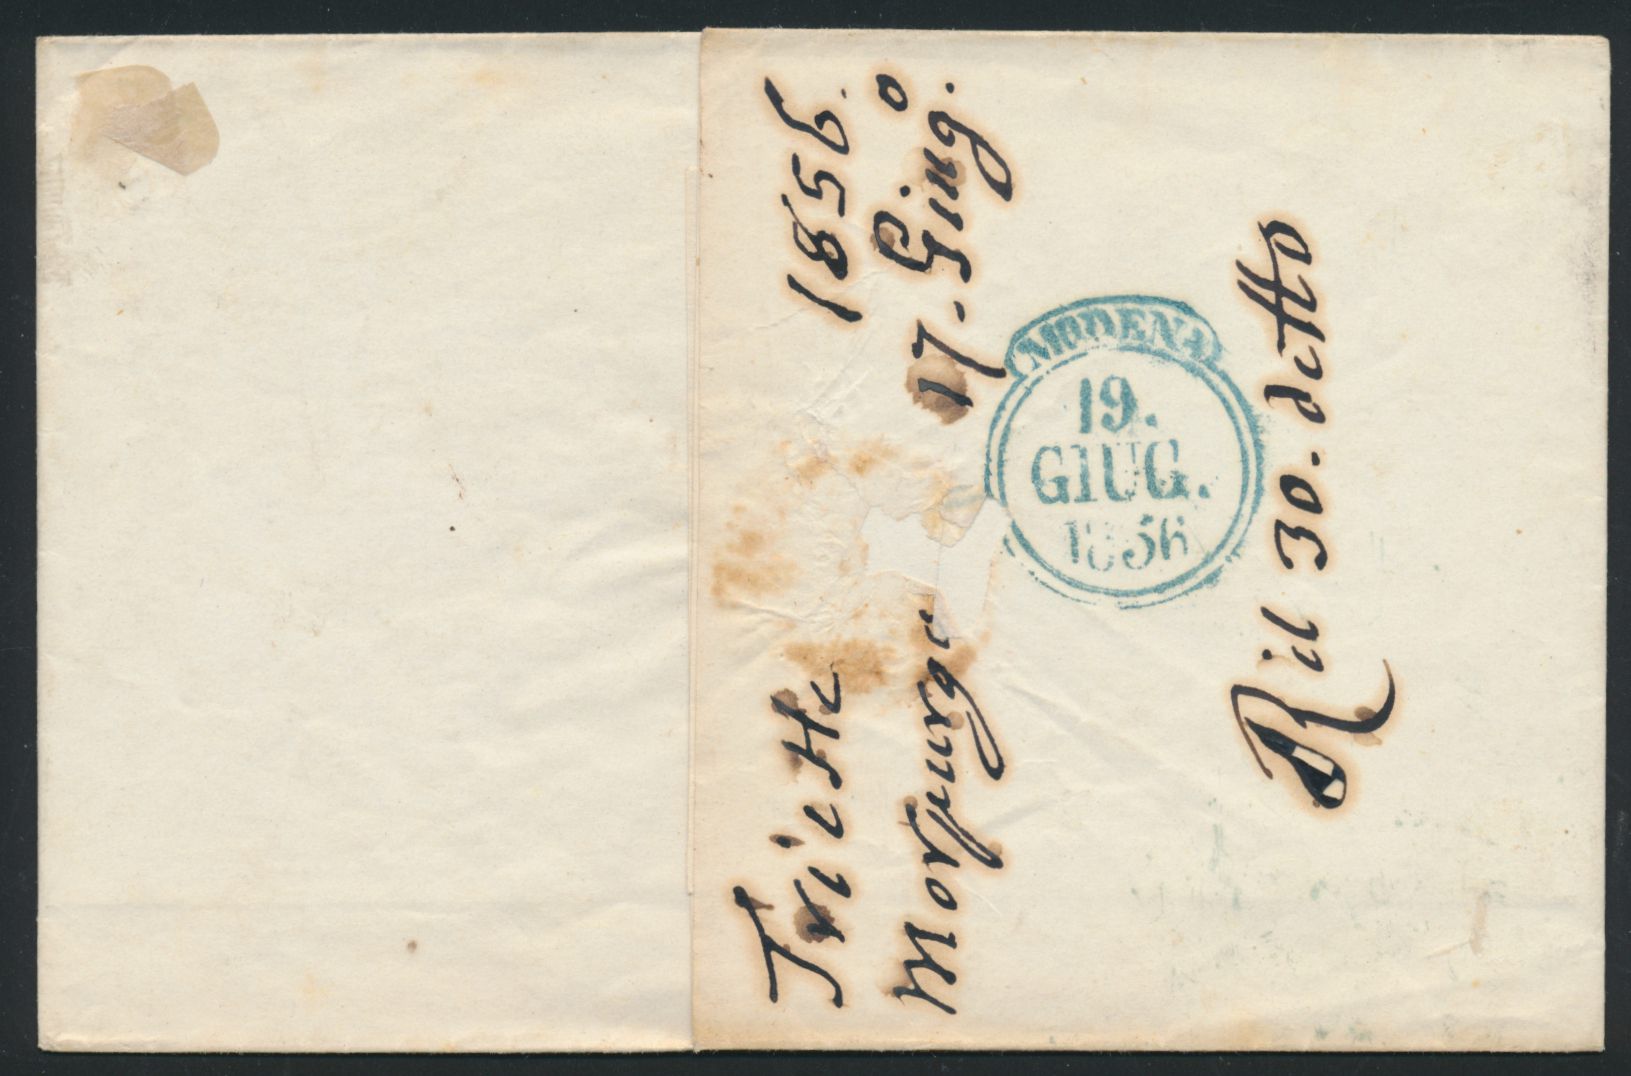 Trieste 1856.
Morpurgo 17. Giug.º
MODENA
19.
GIUG.
1856
Ril 30. detto